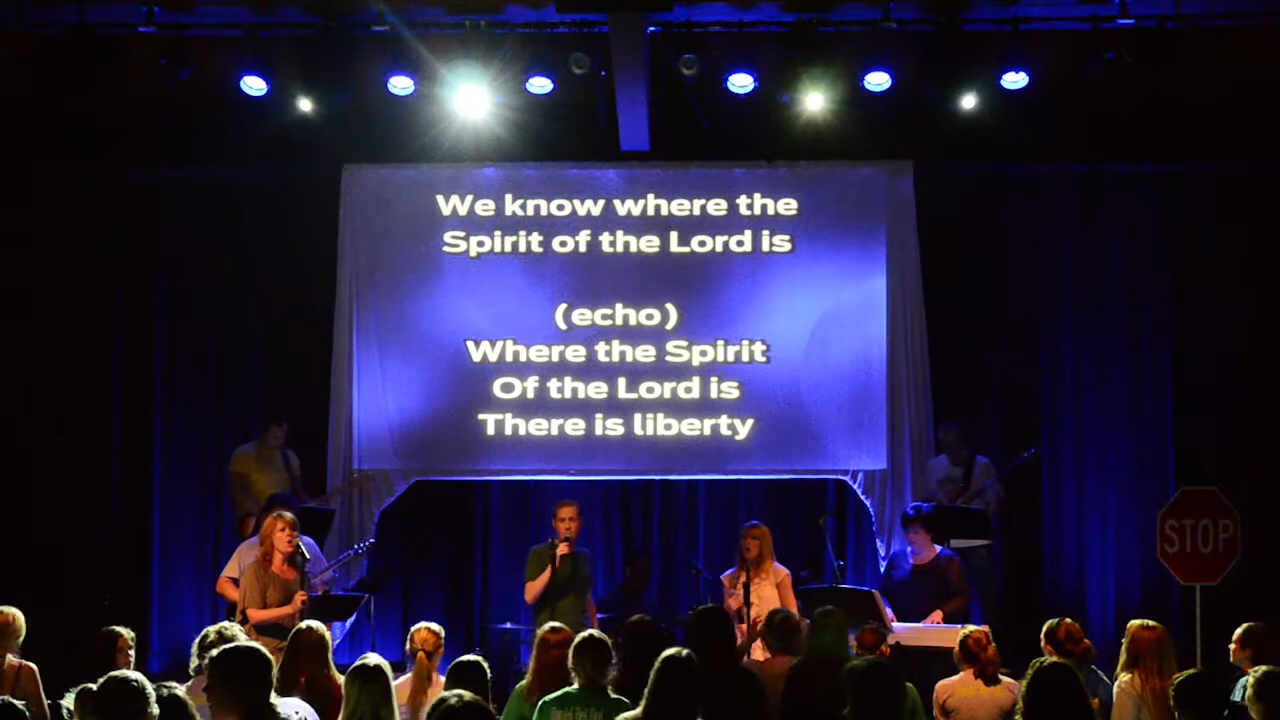 We know where the
Spirit of the Lord is
(echo)
Where the Spirit
Of the Lord is
There is liberty
STOP